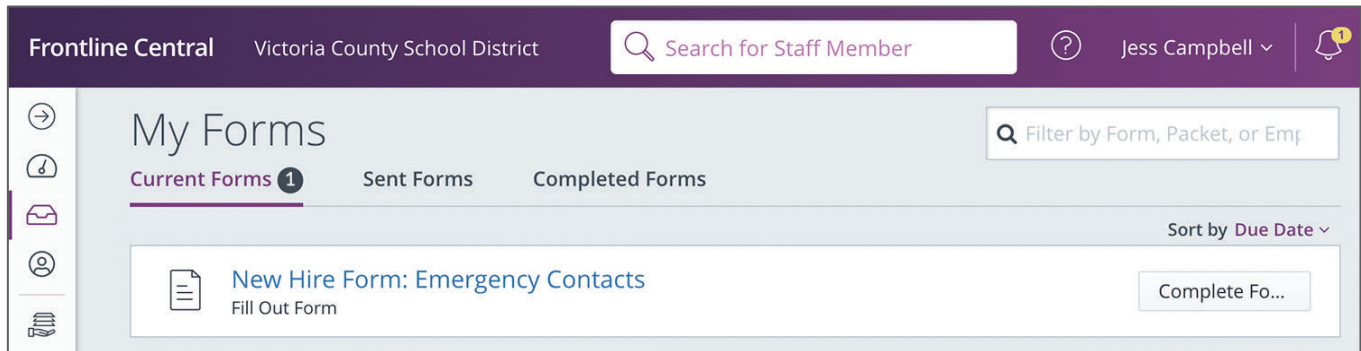 Frontline Central Victoria County School District Search for Staff Member ? Jess Campbell 1
My Forms
Filter by Form, Packet, or Emp
Current Forms 1 Sent Forms Completed Forms
Sort by Due Date
New Hire Form: Emergency Contacts
Fill Out Form
Complete Fo...